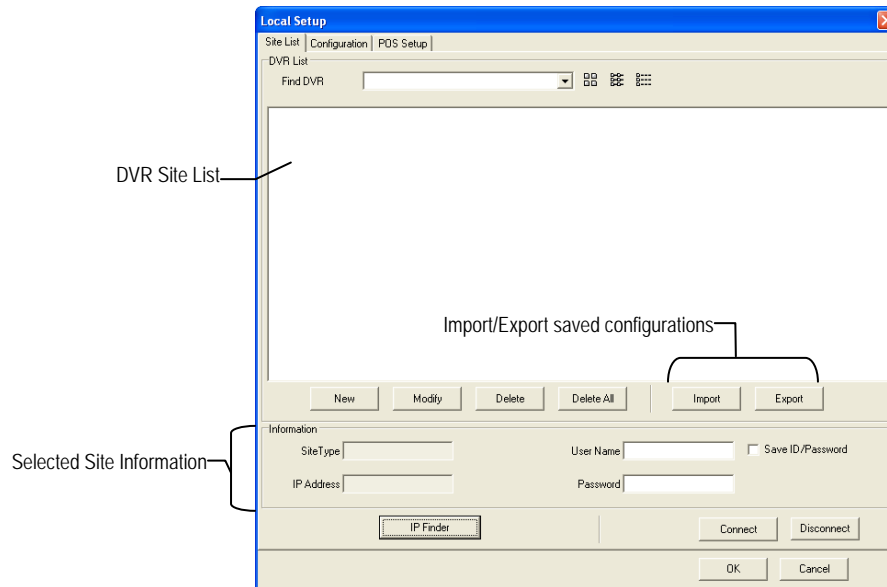 Local Setup
Site List Configuration POS Setup
DVR List
Find DVR
DVR Site List
Import/Export saved configurations
New Modify Delete Delete All Import Export
Information
Selected Site Information
SiteType User Name Save ID/Password
IP Address Password
IP Finder Connect Disconnect
OK Cancel